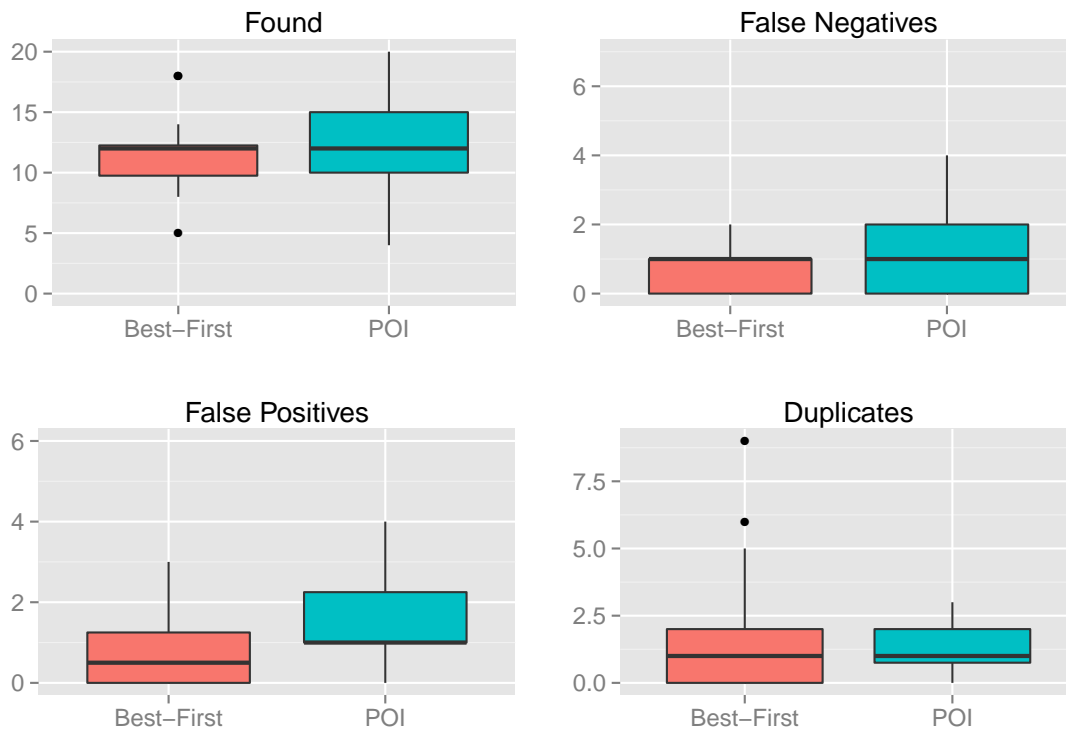 Found
20
15
10
5
0
Best−First
POI
False Negatives
6
4
2
0
Best−First
POI
False Positives
6
4
2
0
Best−First
POI
Duplicates
7.5
5.0
2.5
0.0
Best−First
POI